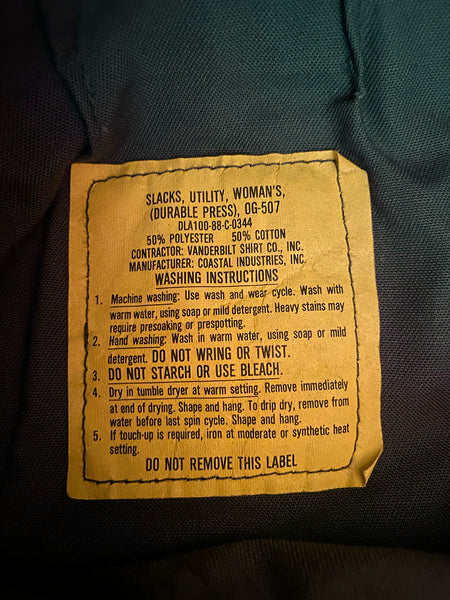 SLACKS, UTILITY, WOMAN'S,
(DURABLE PRESS), OG-507
DLA100-88-C-0344
50% POLYESTER 50% COTTON
CONTRACTOR: VANDERBILT SHIRT CO., INC.
MANUFACTURER: COASTAL INDUSTRIES, INC.
WASHING INSTRUCTIONS
1. Machine washing: Use wash and wear cycle. Wash with
warm water, using soap or mild detergent. Heavy stains may
require presoaking or prespotting.
2. Hand washing: Wash in warm water, using soap or mild
detergent. DO NOT WRING OR TWIST.
3. DO NOT STARCH OR USE BLEACH.
4. Dry in tumble dryer at warm setting. Remove immediately
at end of drying. Shape and hang. To drip dry, remove from
water before last spin cycle. Shape and hang.
5. If touch-up is required, iron at moderate or synthetic heat
setting.
DO NOT REMOVE THIS LABEL